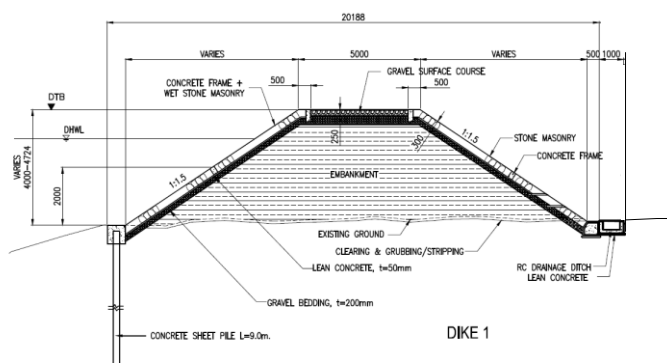 20188
VARIES
5000
VARIES
500
1000
CONCRETE FRAME +
WET STONE MASONRY
500
GRAVEL SURFACE COURSE
500
DTB
DHWL
VARIES
4000-4724
2000
1:1.5
250
300
1:1.5
STONE MASONRY
CONCRETE FRAME
EMBANKMENT
EXISTING GROUND
CLEARING & GRUBBING/STRIPPING
LEAN CONCRETE, t=50mm
GRAVEL BEDDING, t=200mm
RC DRAINAGE DITCH
LEAN CONCRETE
CONCRETE SHEET PILE L=9.0m.
DIKE 1